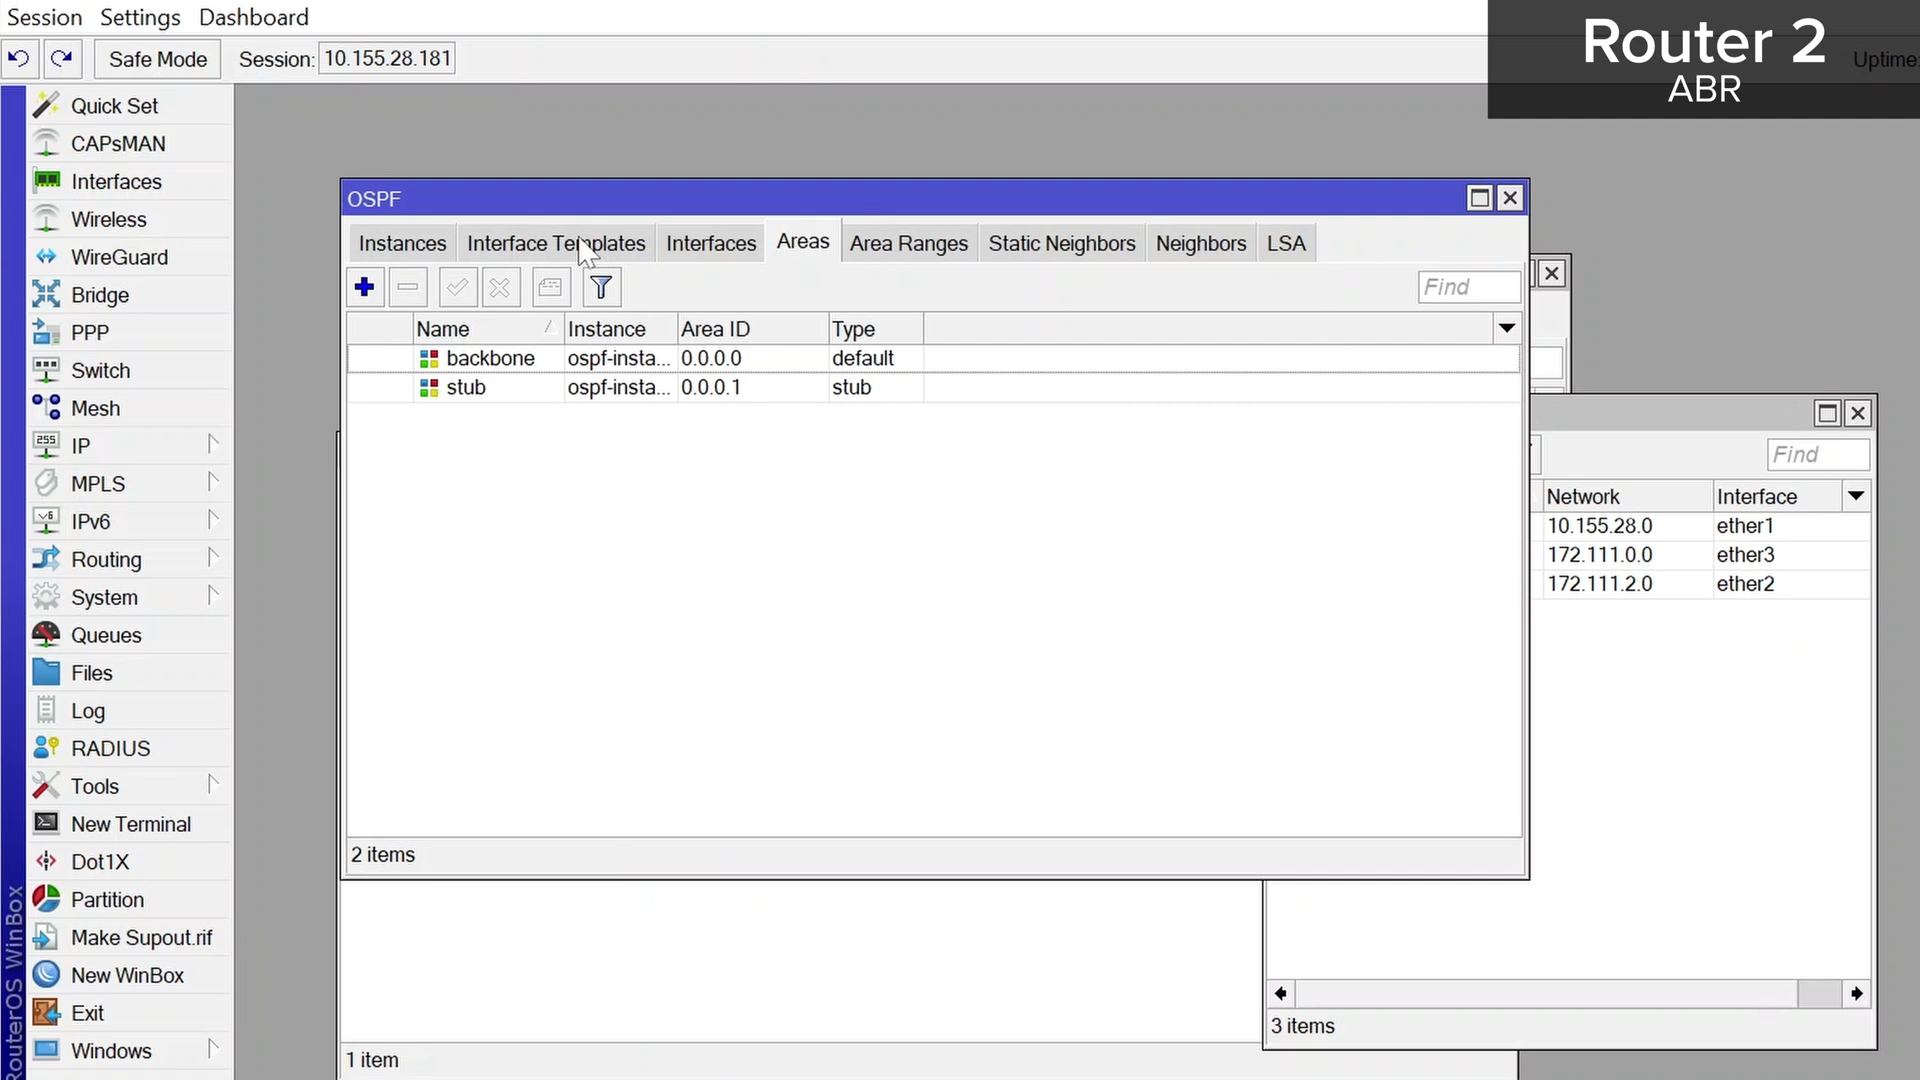 Session Settings Dashboard
Router 2
ABR
Safe Mode Session: 10.155.28.181 Uptime:
Quick Set
CAPsMAN
Interfaces
Wireless
WireGuard
Bridge
PPP
Switch
Mesh
255 IP
MPLS
v6 IPv6
Routing
System
Queues
Files
Log
RADIUS
Tools
New Terminal
Dot1X
Partition
Make Supout.rif
New WinBox
Exit
Windows
RouterOS WinBox
OSPF
Instances Interface Templates Interfaces Areas Area Ranges Static Neighbors Neighbors LSA
Find
Name Instance Area ID Type
backbone ospf-insta... 0.0.0.0 default
stub ospf-insta... 0.0.0.1 stub
2 items
Find
Network Interface
10.155.28.0 ether1
172.111.0.0 ether3
172.111.2.0 ether2
3 items
1 item